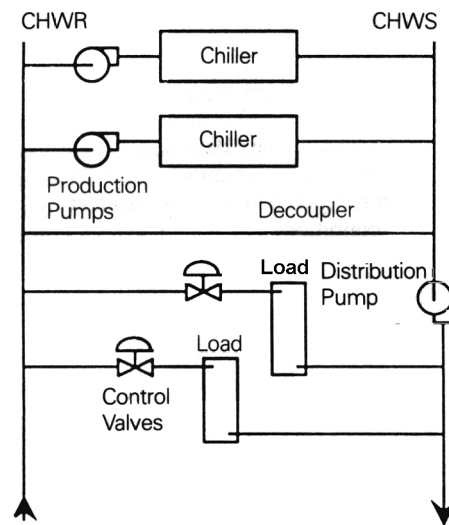 CHWR
CHWS
Chiller
Chiller
Production
Pumps
Decoupler
Load
Distribution
Pump
Load
Control
Valves